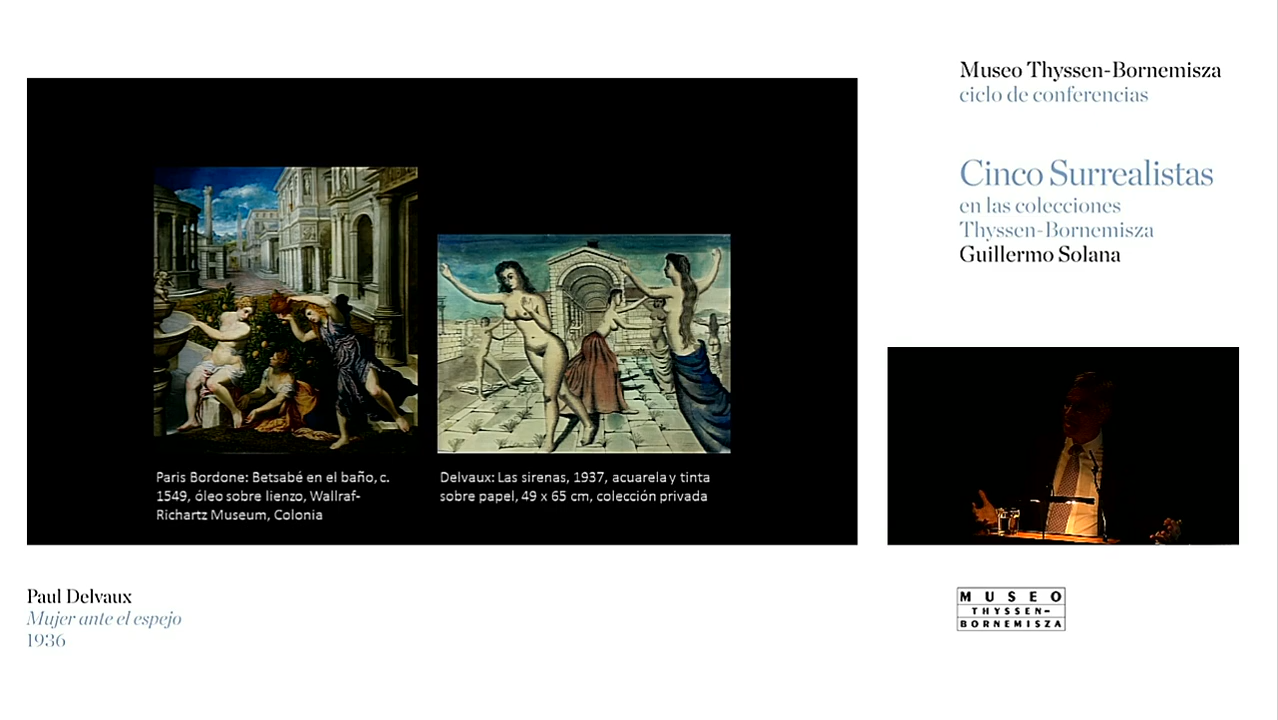 Museo Thyssen-Bornemisza
ciclo de conferencias
Cinco Surrealistas
en las colecciones
Thyssen-Bornemisza
Guillermo Solana
Paris Bordone: Betsabé en el baño, c.
1549, óleo sobre lienzo, Wallraf-
Richartz Museum, Colonia
Delvaux: Las sirenas, 1937, acuarela y tinta
sobre papel, 49 x 65 cm, colección privada
Paul Delvaux
Mujer ante el espejo
1936
MUSEO
THYSSEN-
BORNEMISZA